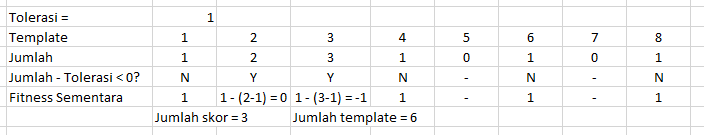 Tolerasi = 1
Template 1 2 3 4 5 6 7 8
Jumlah 1 2 3 1 0 1 0 1
Jumlah - Tolerasi < 0? N Y Y N - N - N
Fitness Sementara 1 1 - (2-1) = 0 1 - (3-1) = -1 1 - 1 - 1
Jumlah skor = 3 Jumlah template = 6